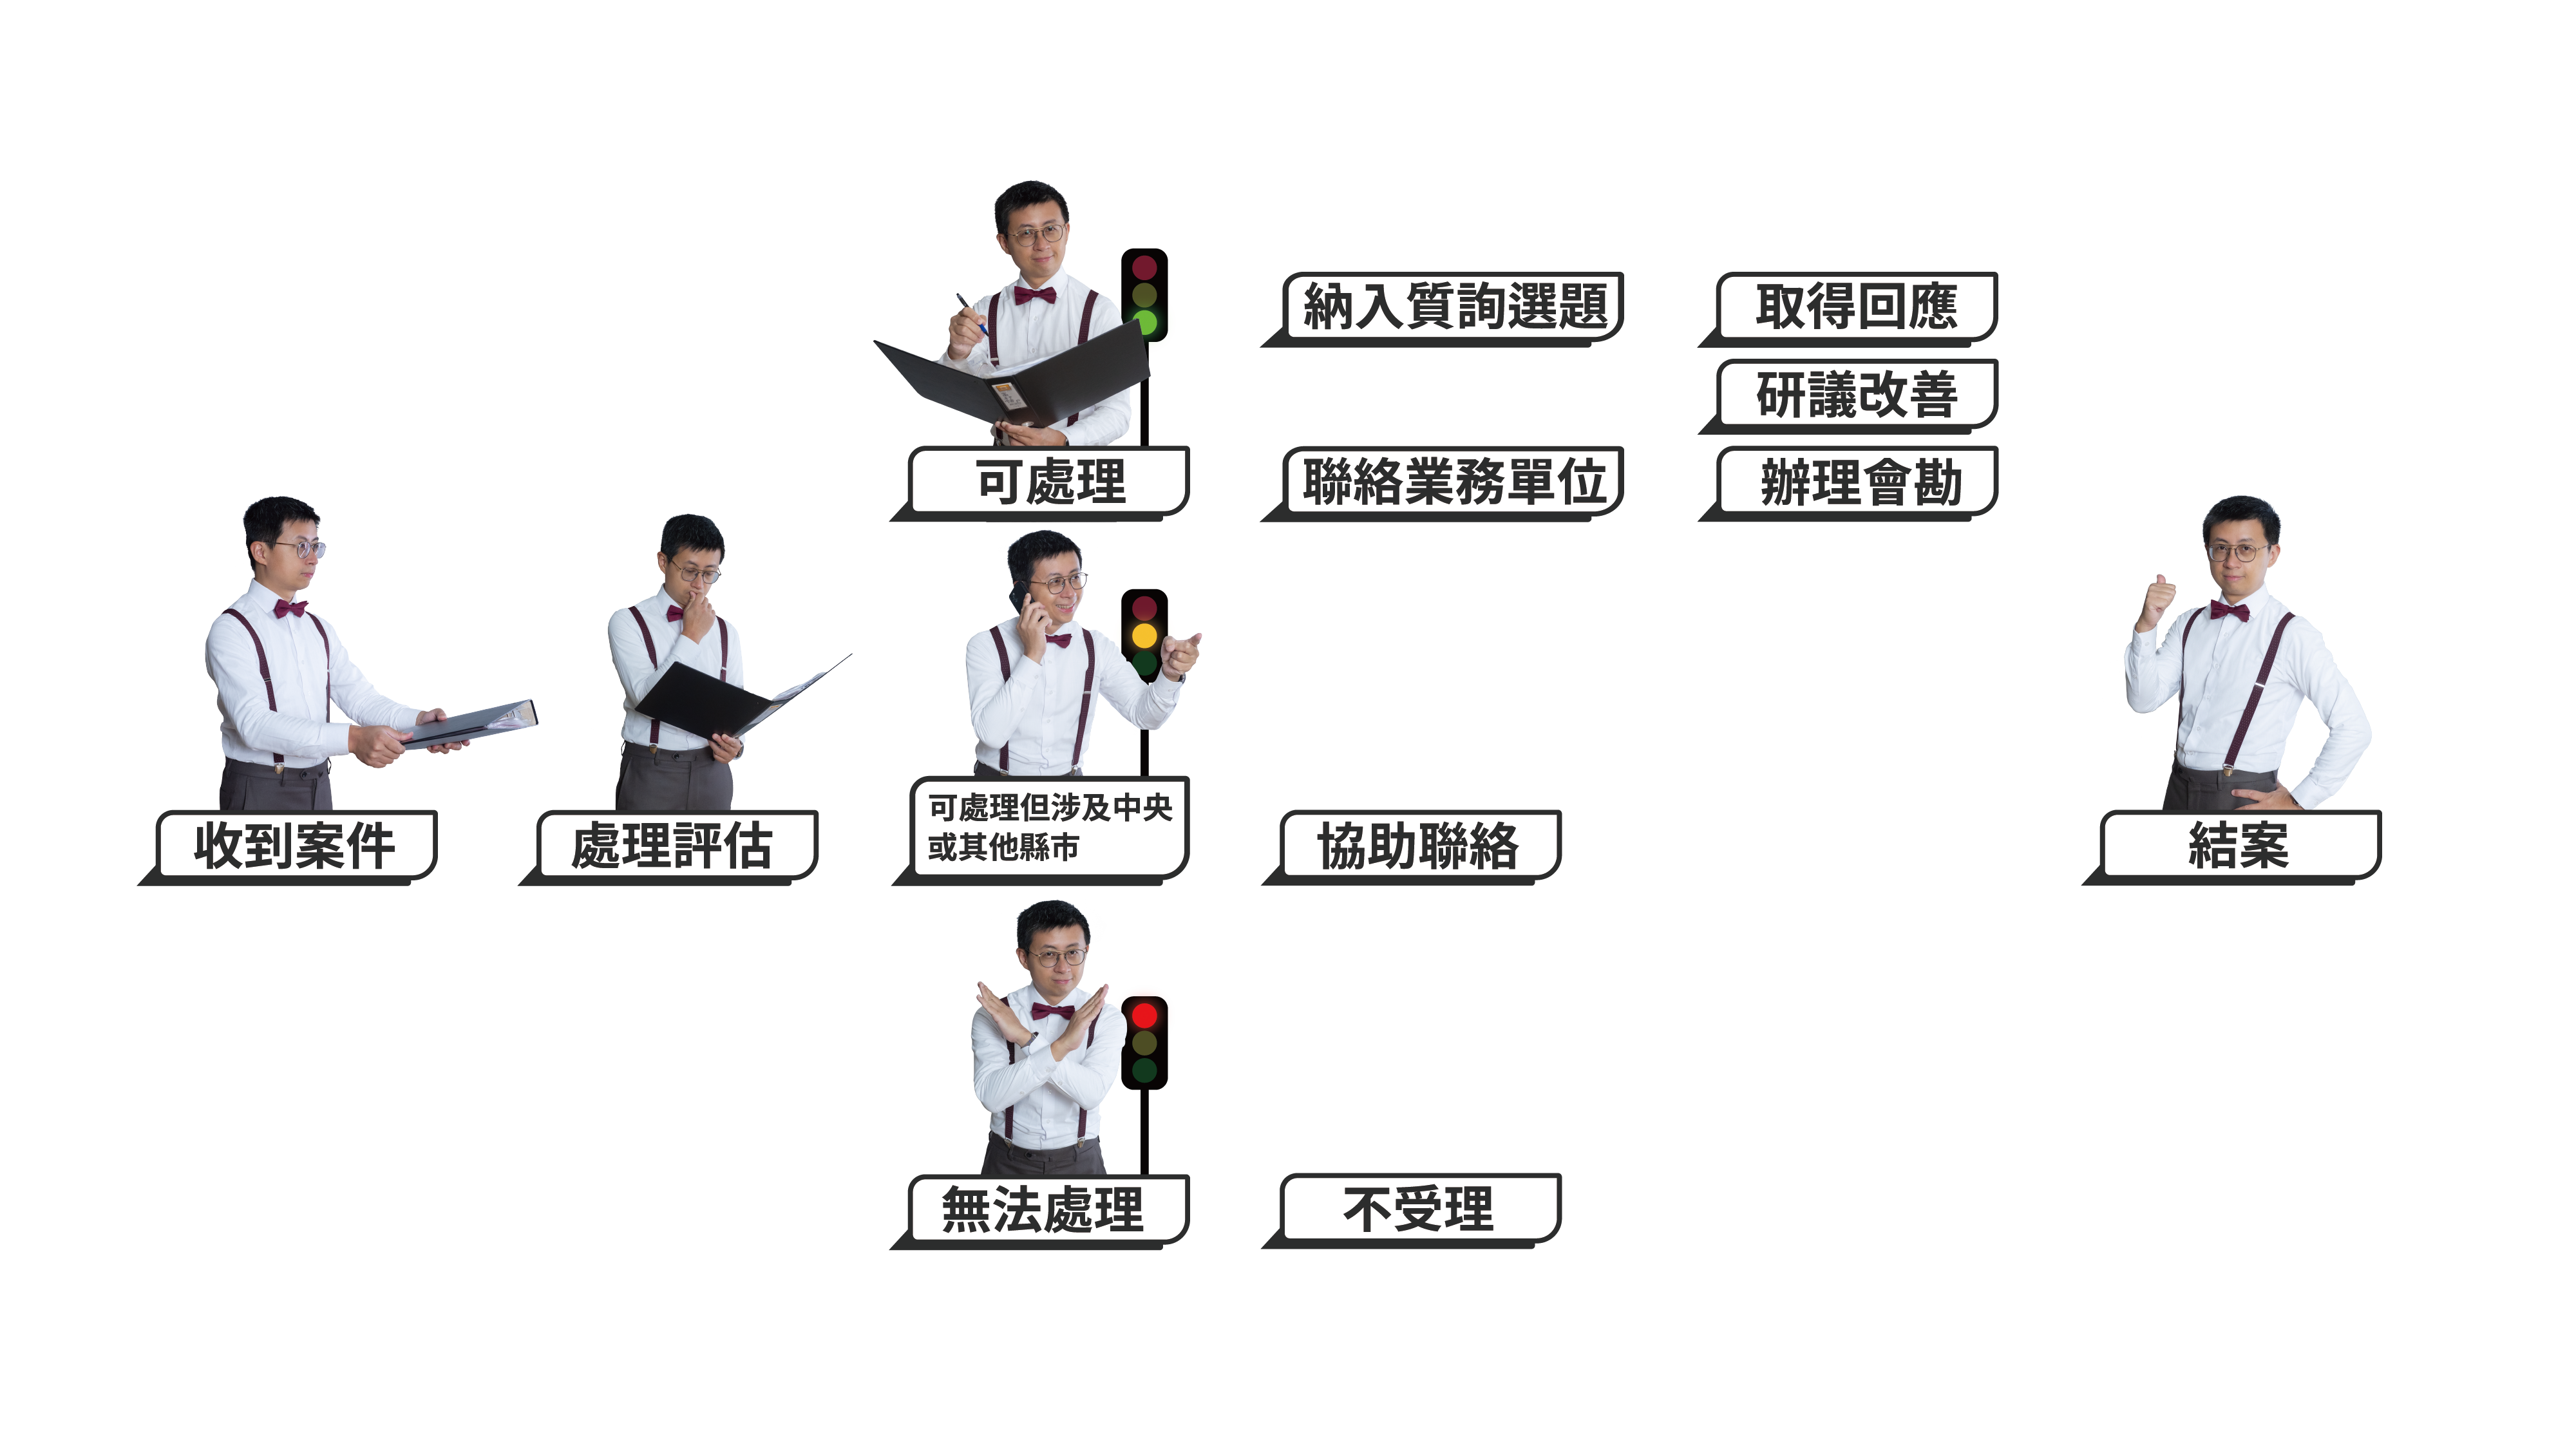 收到案件
處理評估
可處理
納入質詢選題
聯絡業務單位
取得回應
研議改善
辦理會勘
可處理但涉及中央
或其他縣市
協助聯絡
無法處理
不受理
結案